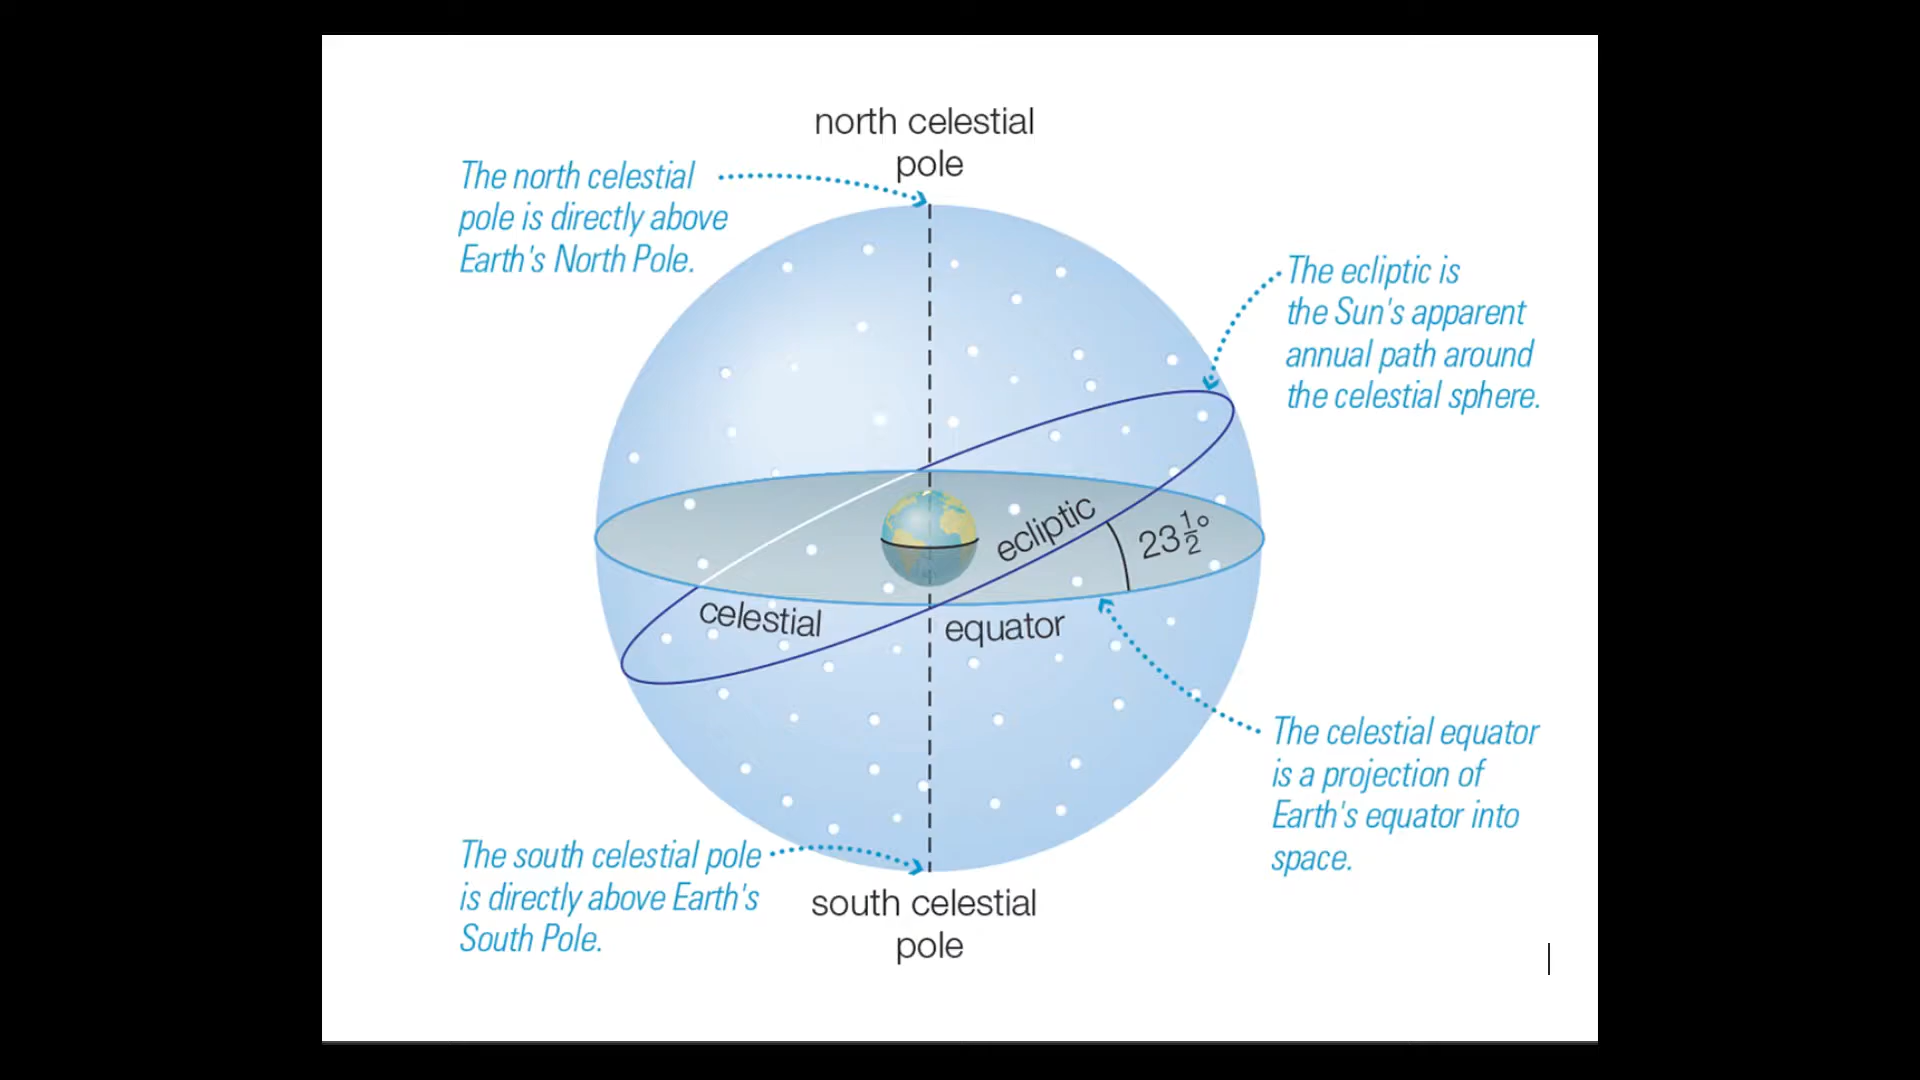 north celestial
pole
The north celestial
pole is directly above
Earth's North Pole.
The ecliptic is
the Sun's apparent
annual path around
the celestial sphere.
ecliptic
23 1/2°
celestial
equator
The celestial equator
is a projection of
Earth's equator into
space.
The south celestial pole
is directly above Earth's
South Pole.
south celestial
pole